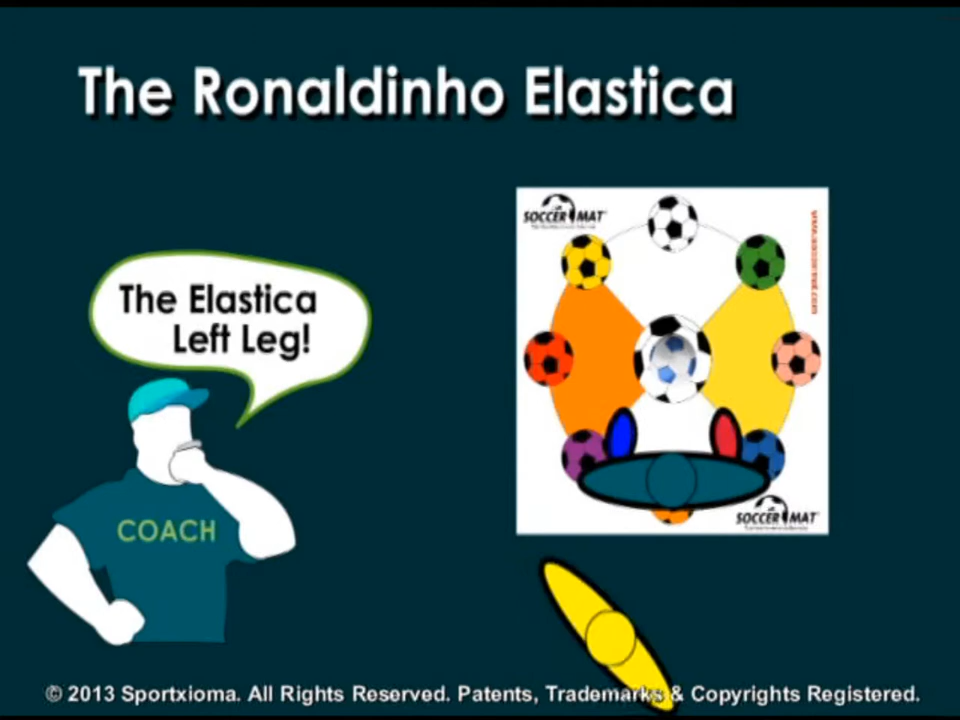 The Ronaldinho Elastica
SOCCER MAT
The Elastica
Left Leg!
COACH
SOCCER MAT
© 2013 Sportxioma. All Rights Reserved. Patents, Trademarks & Copyrights Registered.